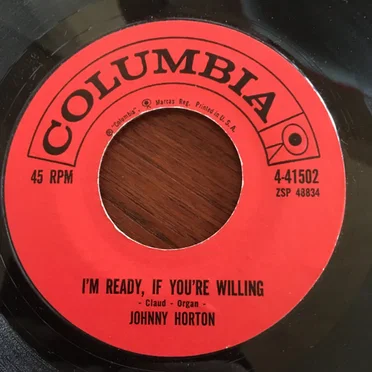 COLUMBIA
® "Columbia", Marcas Reg. Printed in U.S.A.
45 RPM
4-41502
ZSP 48834
I'M READY, IF YOU'RE WILLING
- Claud - Organ -
JOHNNY HORTON